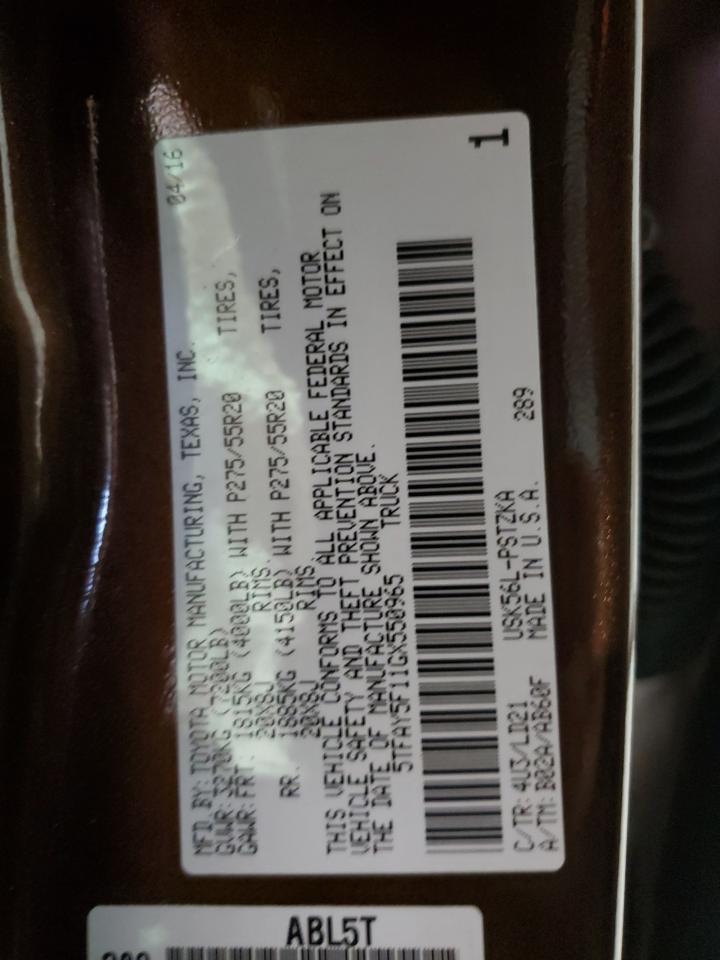 MFD BY: TOYOTA MOTOR MANUFACTURING, TEXAS, INC. 04/16
GVWR: 3270KG (7200LB)
GAWR: FRT. 1815KG (4000LB) WITH P275/55R20 TIRES,
20X8J RIMS.
RR. 1885KG (4150LB) WITH P275/55R20 TIRES,
20X8J RIMS.
THIS VEHICLE CONFORMS TO ALL APPLICABLE FEDERAL MOTOR
VEHICLE SAFETY AND THEFT PREVENTION STANDARDS IN EFFECT ON
THE DATE OF MANUFACTURE SHOWN ABOVE.
5TFAY5F11GX550965 TRUCK
C/TR: 4U3/LD21 USK56L-PSTZKA 289
A/TM: B02A/AB60F MADE IN U.S.A.
1
ABL5T